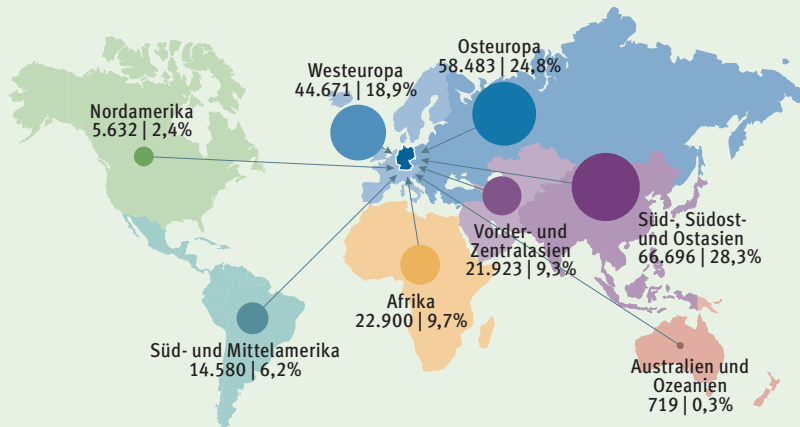 Osteuropa
58.483 | 24,8%
Westeuropa
44.671 | 18,9%
Nordamerika
5.632 | 2,4%
Süd-, Südost-
und Ostasien
66.696 | 28,3%
Vorder- und
Zentralasien
21.923 | 9,3%
Afrika
22.900 | 9,7%
Süd- und Mittelamerika
14.580 | 6,2%
Australien und
Ozeanien
719 | 0,3%